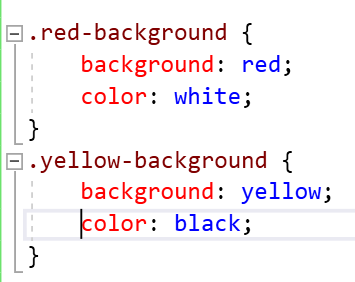 .red-background {
    background: red;
    color: white;
}
.yellow-background {
    background: yellow;
    color: black;
}